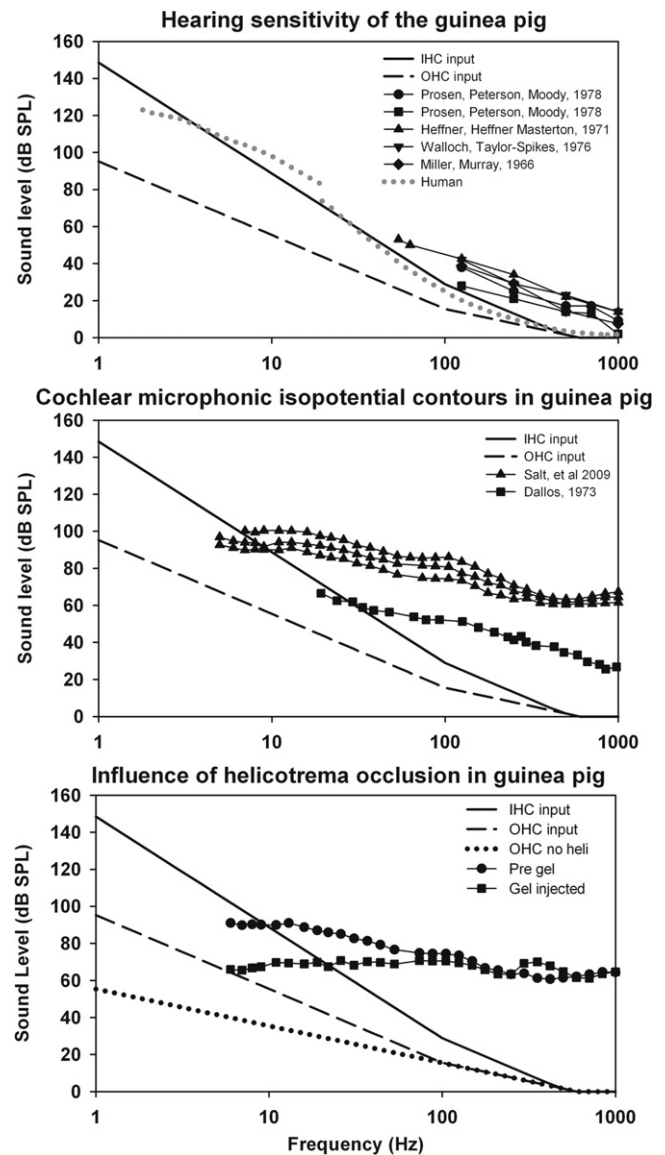 Hearing sensitivity of the guinea pig
Sound level (dB SPL)
160
140
120
100
80
60
40
20
0
IHC input
OHC input
Prosen, Peterson, Moody, 1978
Prosen, Peterson, Moody, 1978
Heffner, Heffner Masterton, 1971
Walloch, Taylor-Spikes, 1976
Miller, Murray, 1966
Human
1 10 100 1000
Cochlear microphonic isopotential contours in guinea pig
Sound level (dB SPL)
160
140
120
100
80
60
40
20
0
IHC input
OHC input
Salt, et al 2009
Dallos, 1973
1 10 100 1000
Influence of helicotrema occlusion in guinea pig
Sound Level (dB SPL)
160
140
120
100
80
60
40
20
0
IHC input
OHC input
OHC no heli
Pre gel
Gel injected
1 10 100 1000
Frequency (Hz)